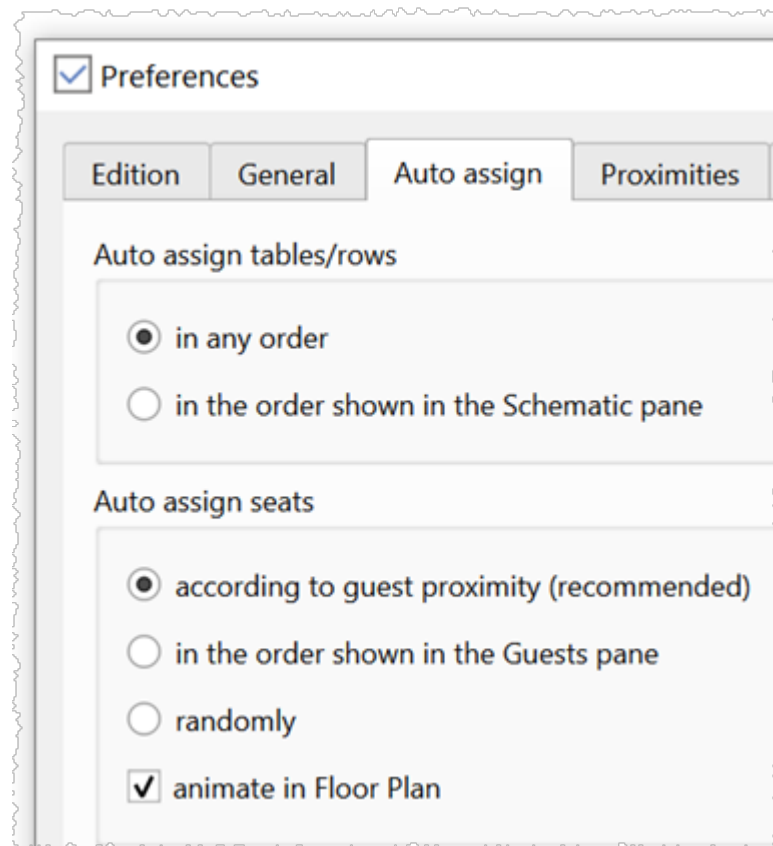 Preferences
Edition General Auto assign Proximities
Auto assign tables/rows
in any order
in the order shown in the Schematic pane
Auto assign seats
according to guest proximity (recommended)
in the order shown in the Guests pane
randomly
animate in Floor Plan